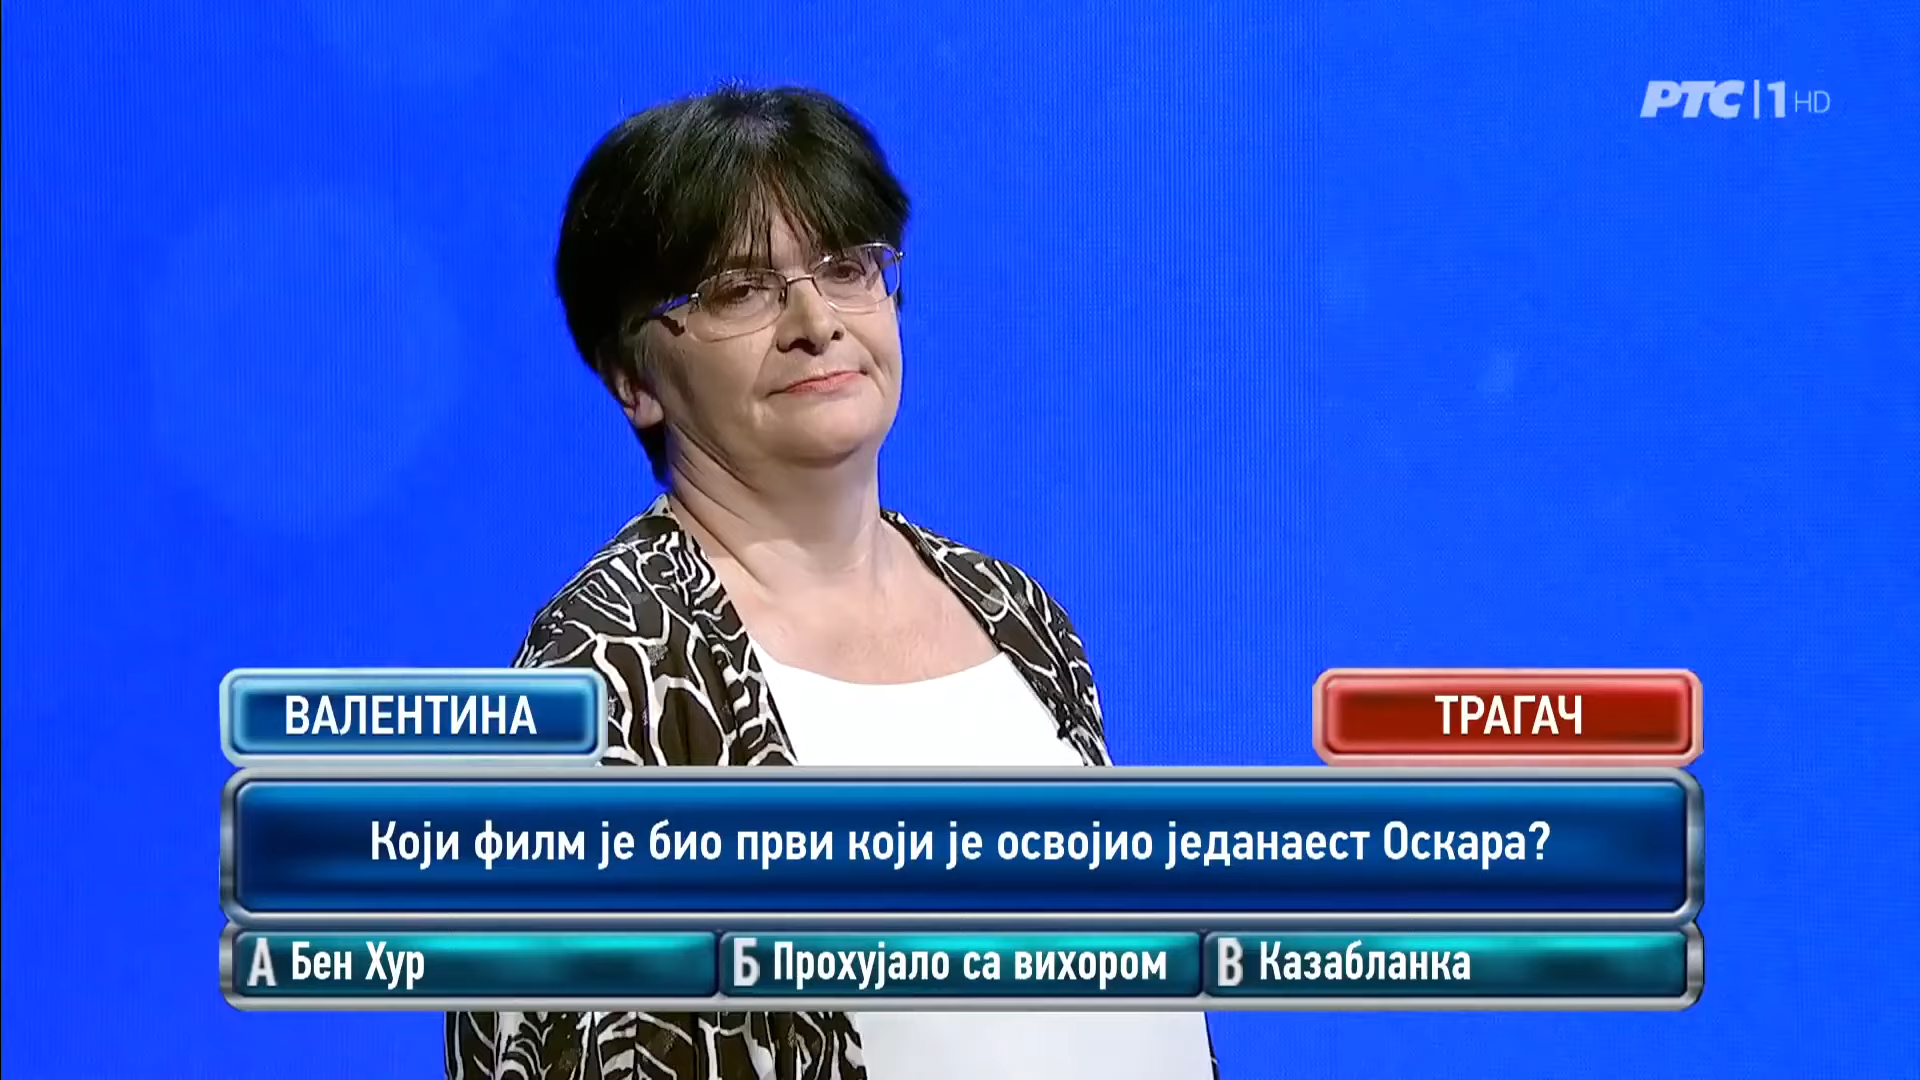 РТС|1 HD
ВАЛЕНТИНА
ТРАГАЧ
Који филм је био први који је освојио једанаест Оскара?
А Бен Хур
Б Прохујало са вихором
В Казабланка